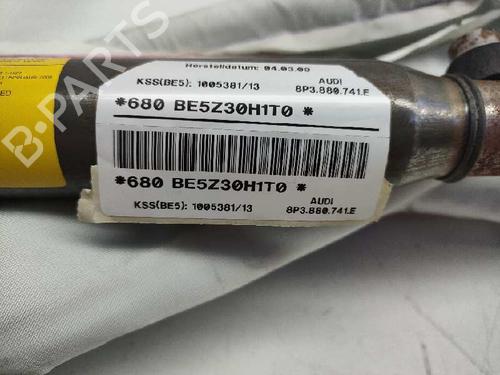 Herstelldatum: 04.03.09
KSS(BE5): 1005381/13 AUDI
8P3.880.741.E
*680 BE5Z30H1T0 *
*680 BE5Z30H1T0 *
KSS(BE5): 1005381/13 AUDI
8P3.880.741.E
B-PARTS